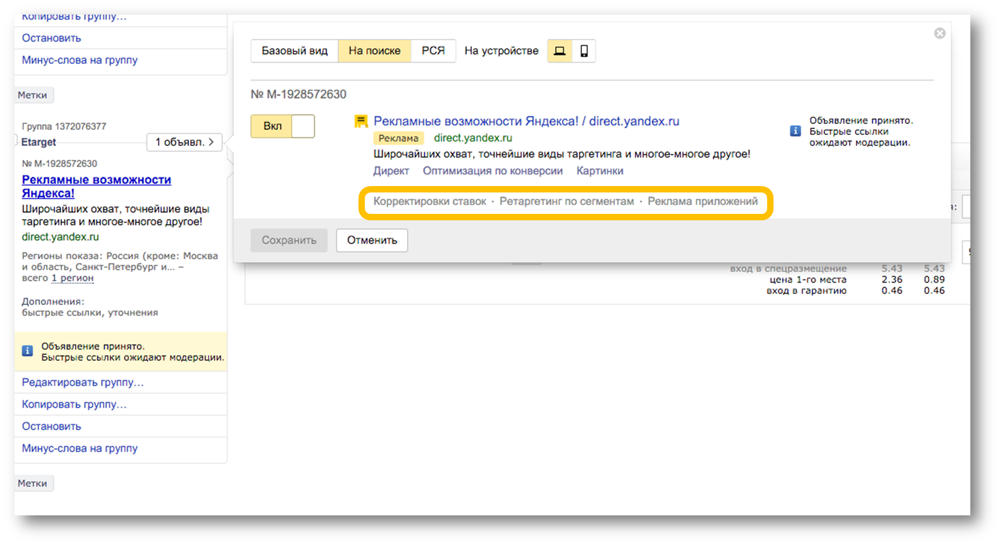 Копировать группу...
Остановить
Минус-слова на группу
Метки
Группа 1372076377
Etarget
1 объявл. >
№ M-1928572630
Рекламные возможности
Яндекса!
Широчайших охват, точнейшие виды
таргетинга и многое-многое другое!
direct.yandex.ru
Регионы показа: Россия (кроме: Москва
и область, Санкт-Петербург и... –
всего 1 регион
Дополнения:
быстрые ссылки, уточнения
Объявление принято.
Быстрые ссылки ожидают модерации.
Редактировать группу...
Копировать группу...
Остановить
Минус-слова на группу
Метки
Базовый вид На поиске РСЯ На устройстве
№ M-1928572630
Вкл
Рекламные возможности Яндекса! / direct.yandex.ru
Реклама direct.yandex.ru
Широчайших охват, точнейшие виды таргетинга и многое-многое другое!
Директ Оптимизация по конверсии Картинки
Корректировки ставок · Ретаргетинг по сегментам · Реклама приложений
Объявление принято.
Быстрые ссылки
ожидают модерации.
Сохранить Отменить
вход в спецразмещение 5.43 5.43
цена 1-го места 2.36 0.89
вход в гарантию 0.46 0.46